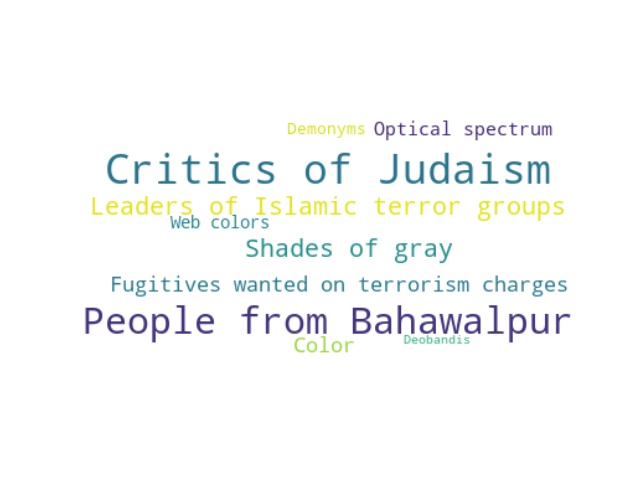 Demonyms Optical spectrum
Critics of Judaism
Leaders of Islamic terror groups
Web colors
Shades of gray
Fugitives wanted on terrorism charges
People from Bahawalpur
Color
Deobandis